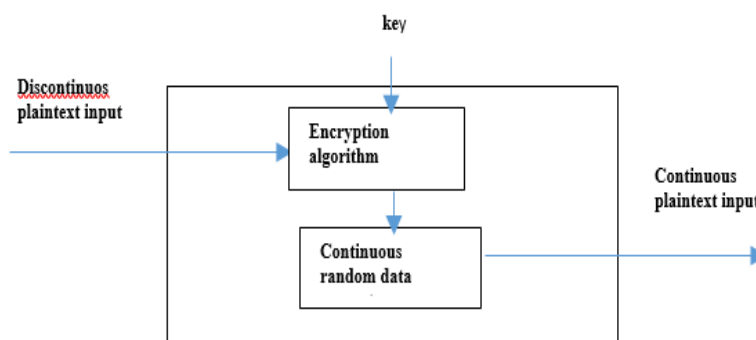 key
Discontinuos
plaintext input
Encryption
algorithm
Continuous
plaintext input
Continuous
random data